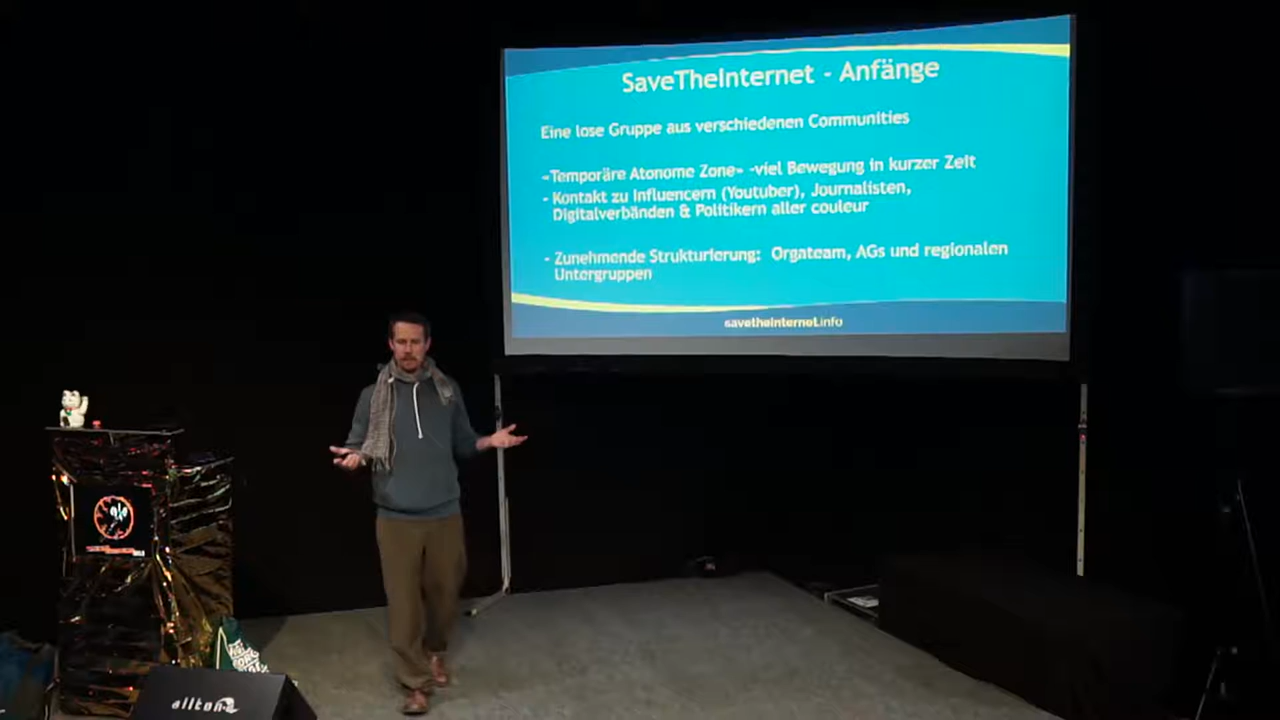 SaveTheInternet - Anfänge
Eine lose Gruppe aus verschiedenen Communities
«Temporäre Atonome Zone» -viel Bewegung in kurzer Zeit
- Kontakt zu Influencern (Youtuber), Journalisten,
Digitalverbänden & Politikern aller couleur
- Zunehmende Strukturierung: Orgateam, AGs und regionalen
Untergruppen
savetheinternet.info